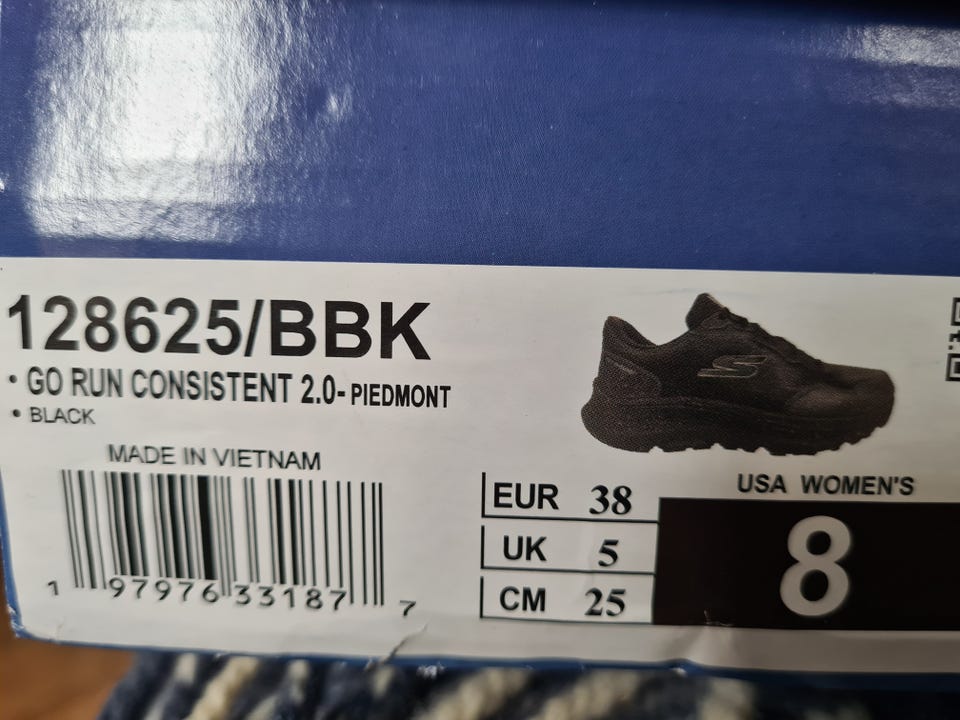 128625/BBK
• GO RUN CONSISTENT 2.0- PIEDMONT
• BLACK
MADE IN VIETNAM
1 97976 33187 7
EUR 38
UK 5
CM 25
USA WOMEN'S
8